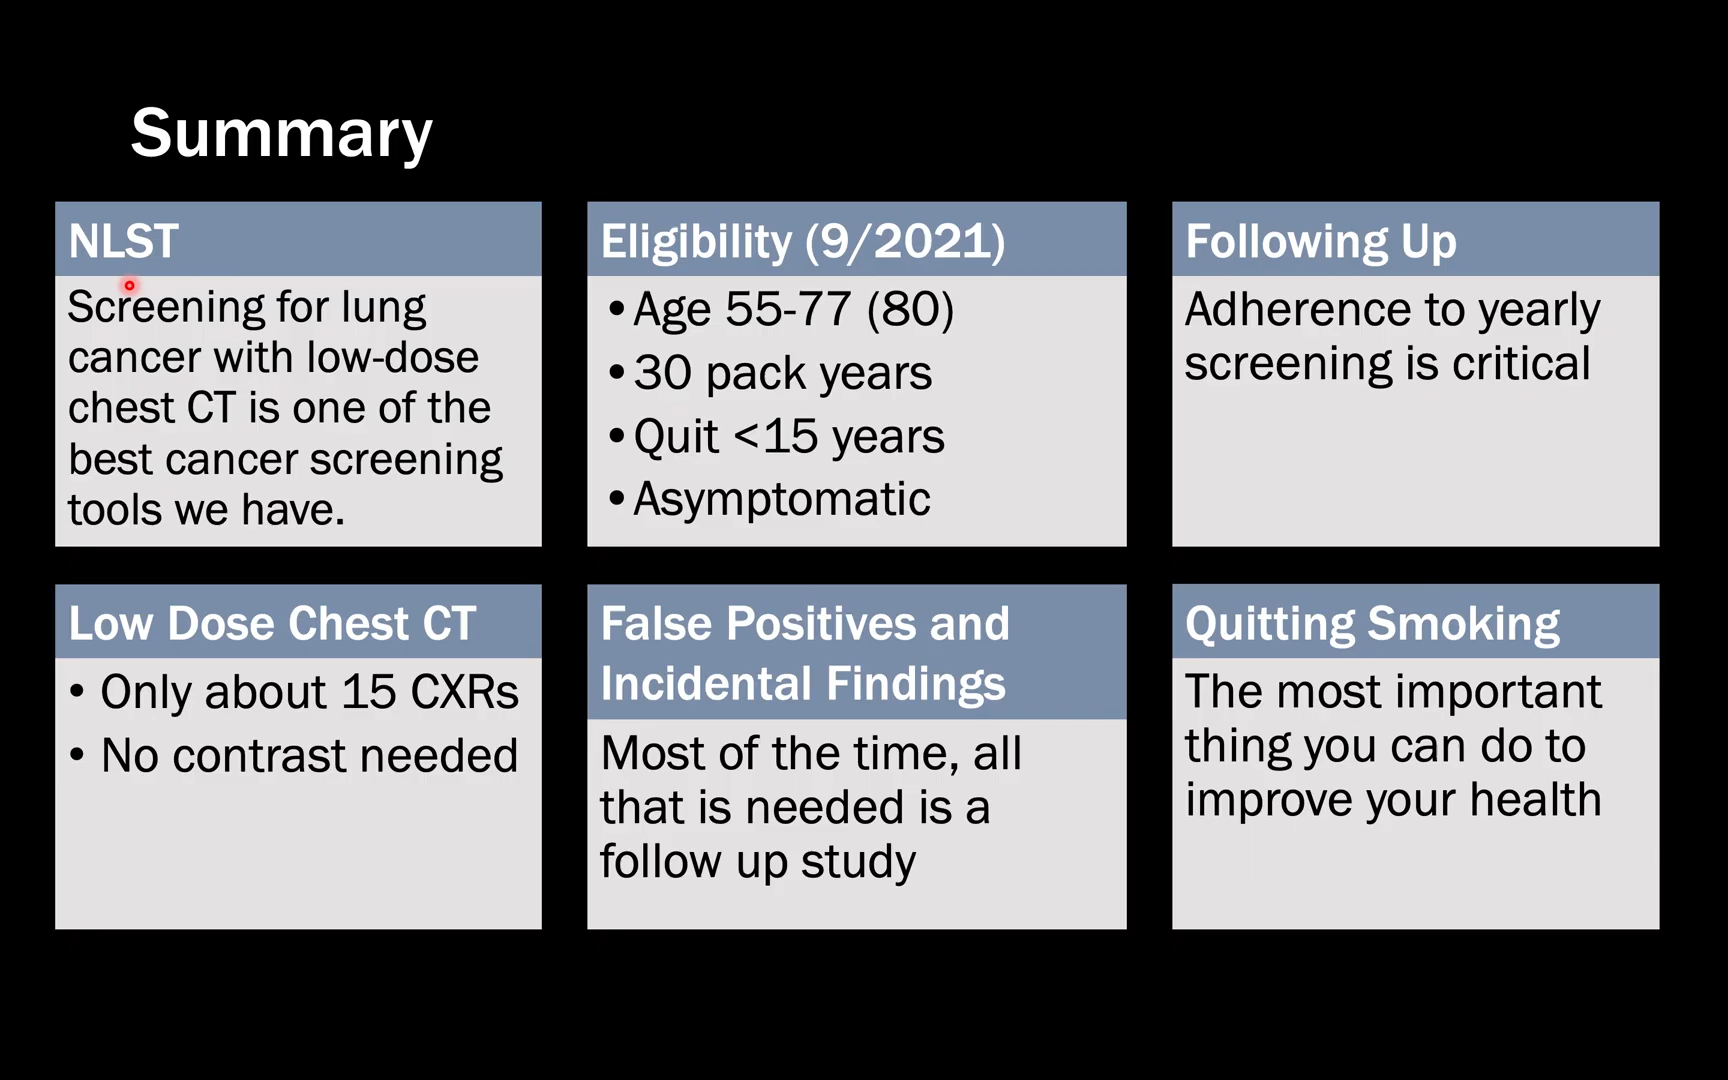 Summary
NLST
Screening for lung
cancer with low-dose
chest CT is one of the
best cancer screening
tools we have.
Eligibility (9/2021)
•Age 55-77 (80)
•30 pack years
•Quit <15 years
•Asymptomatic
Following Up
Adherence to yearly
screening is critical
Low Dose Chest CT
• Only about 15 CXRs
• No contrast needed
False Positives and
Incidental Findings
Most of the time, all
that is needed is a
follow up study
Quitting Smoking
The most important
thing you can do to
improve your health